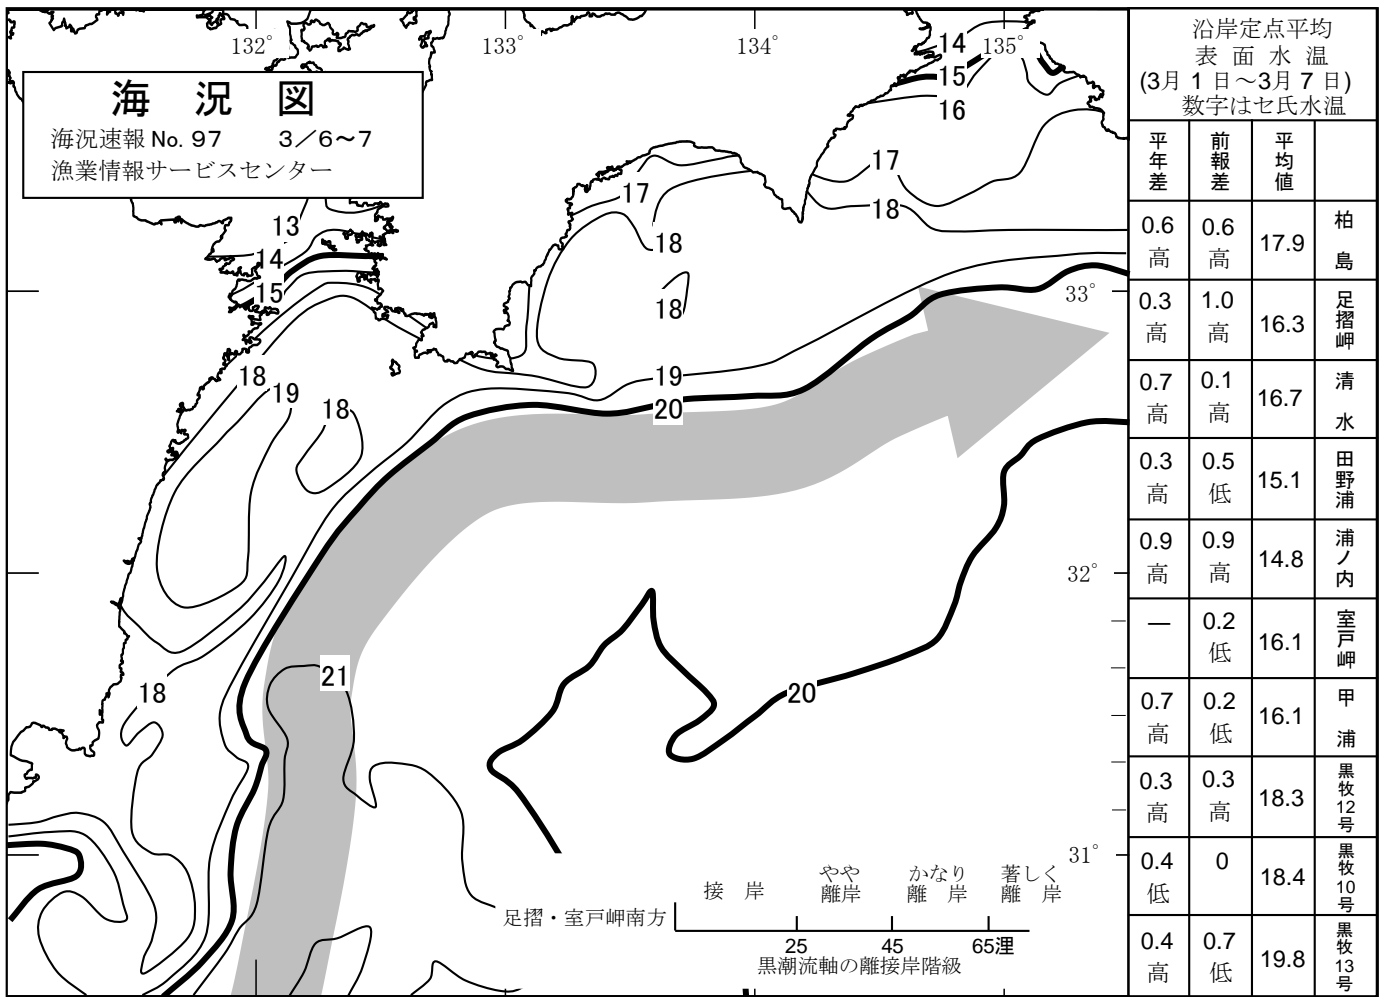 海況図
海況速報 No. 97 3／6～7
漁業情報サービスセンター
132°
133°
134°
135°
33°
32°
31°
14
15
16
17
18
17
18
18
13
14
15
18
19
18
19
20
21
18
20
接岸 やや離岸 かなり離岸 著しく離岸
足摺・室戸岬南方
25 45 65浬
黒潮流軸の離接岸階級
沿岸定点平均
表面水温
(3月 1 日～3月 7 日)
数字はセ氏水温
平年差 前報差 平均値
0.6高 0.6高 17.9 柏島
0.3高 1.0高 16.3 足摺岬
0.7高 0.1高 16.7 清水
0.3高 0.5低 15.1 田野浦
0.9高 0.9高 14.8 浦ノ内
— 0.2低 16.1 室戸岬
0.7高 0.2低 16.1 甲浦
0.3高 0.3高 18.3 黒牧12号
0.4低 0 18.4 黒牧10号
0.4高 0.7低 19.8 黒牧13号